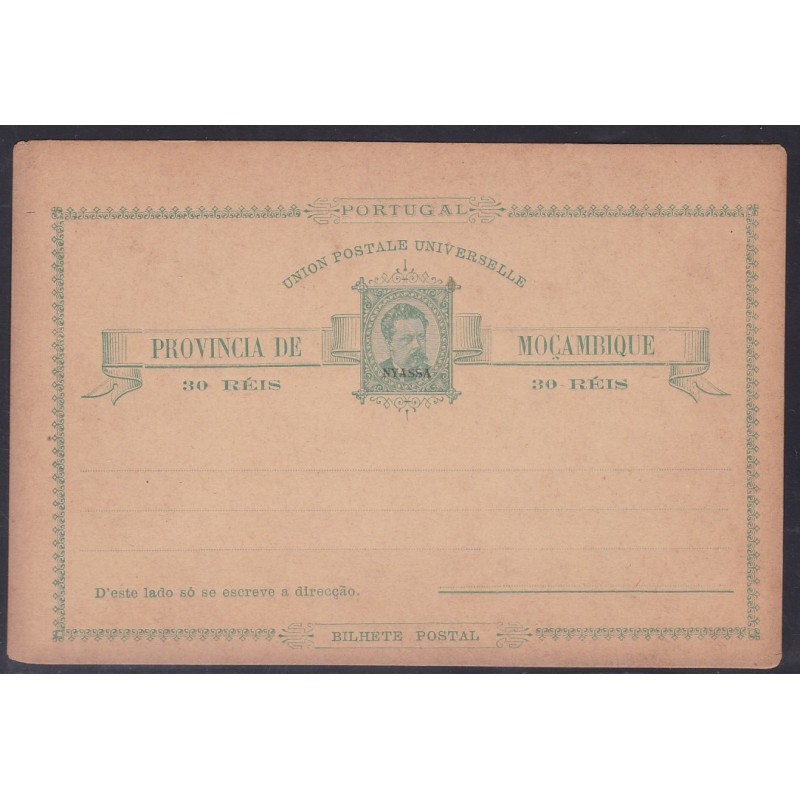 PORTUGAL
UNION POSTALE UNIVERSELLE
PROVINCIA DE MOÇAMBIQUE
NYASSA
30 RÉIS 30 RÉIS
D'este lado só se escreve a direcção.
BILHETE POSTAL